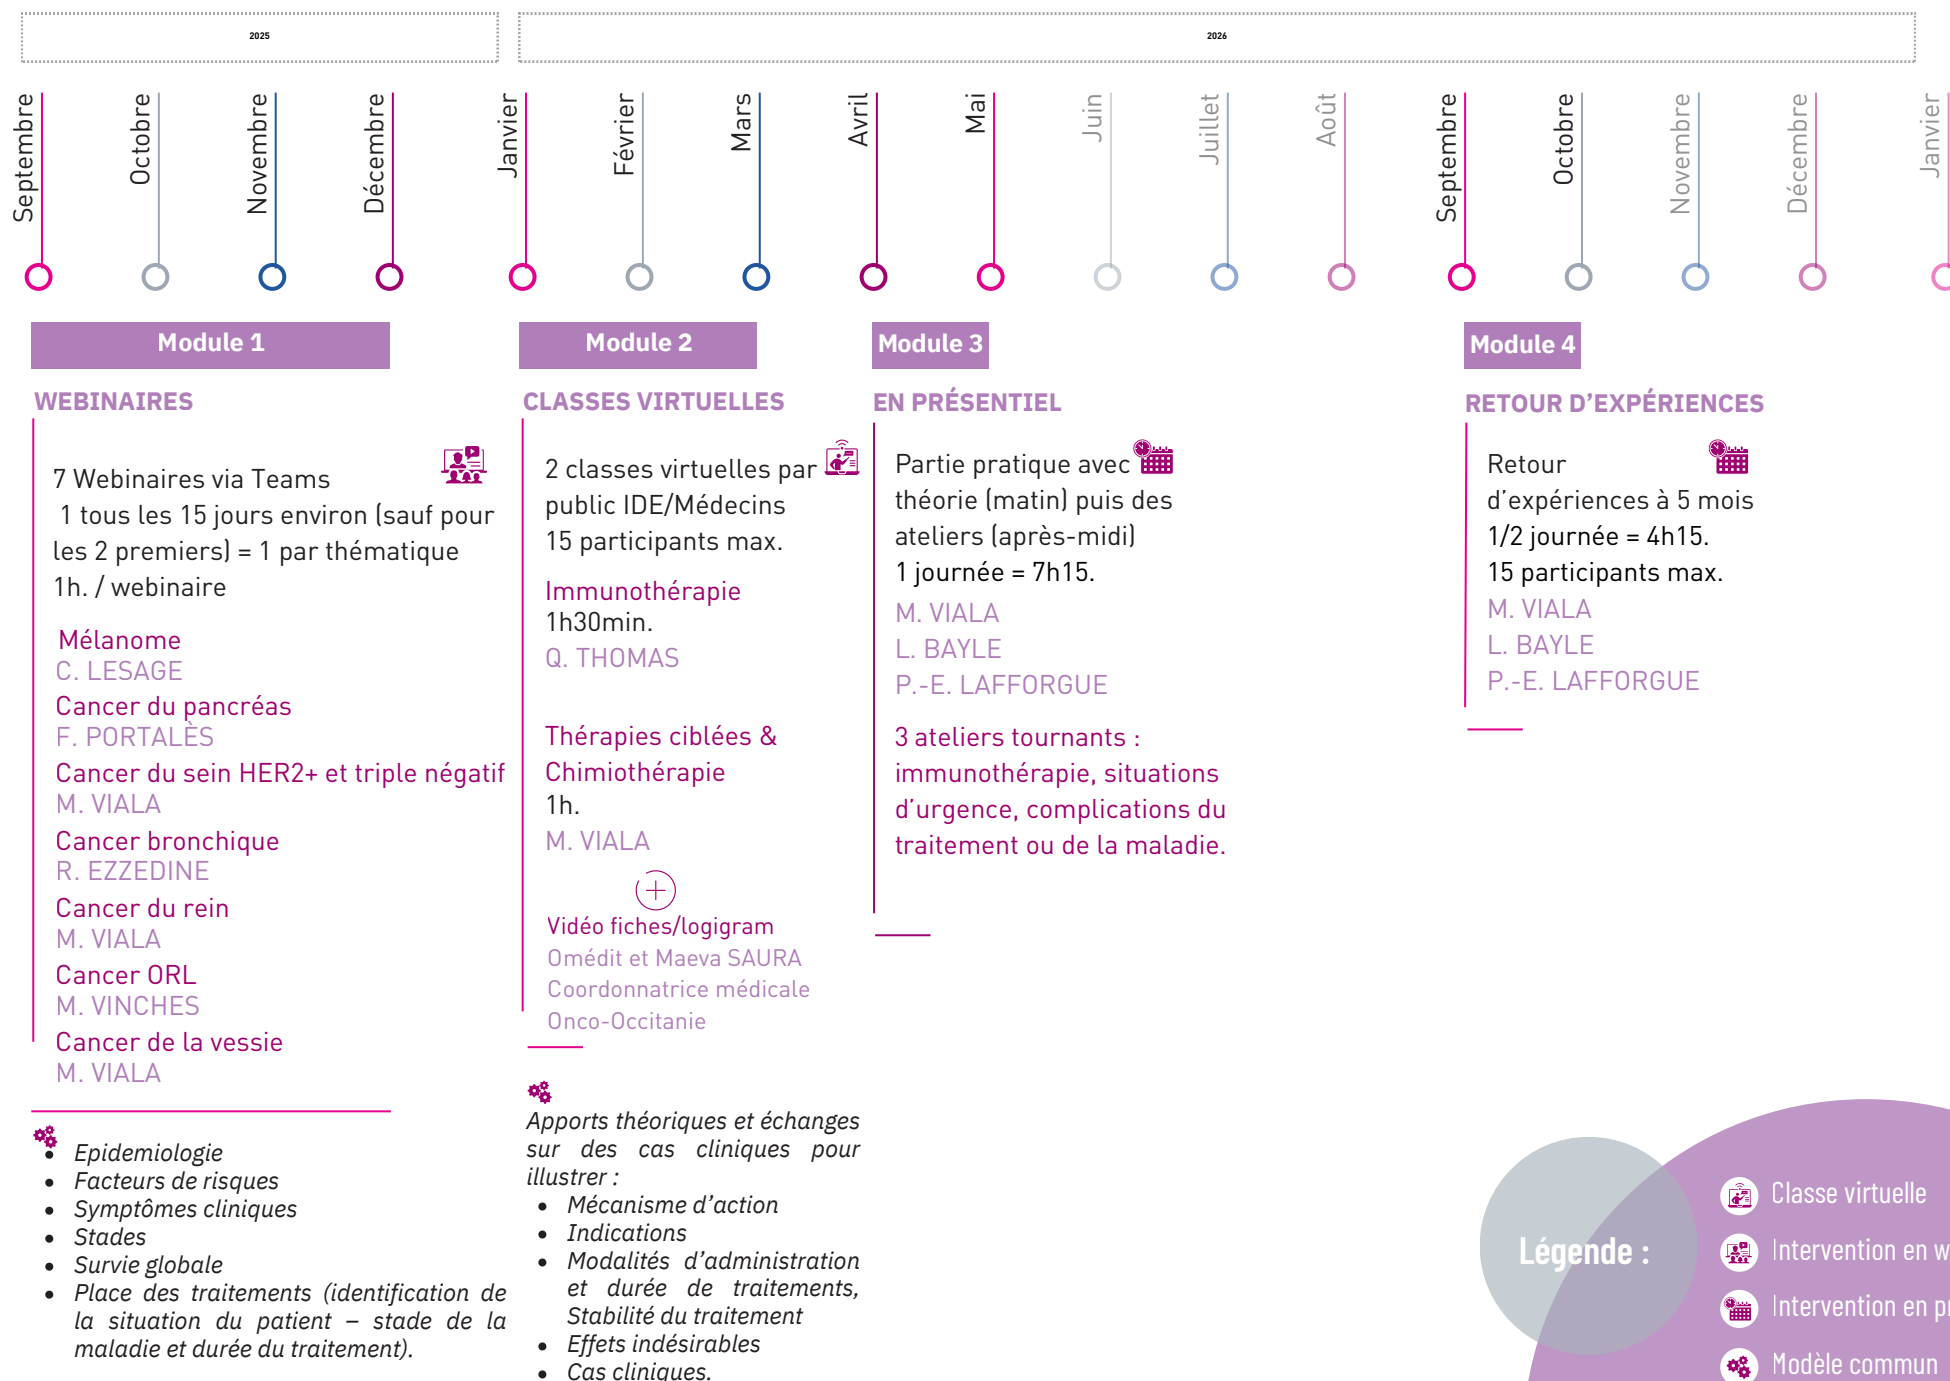 2025
2026
Septembre
Octobre
Novembre
Décembre
Janvier
Février
Mars
Avril
Mai
Juin
Juillet
Août
Septembre
Octobre
Novembre
Décembre
Janvier
Module 1
WEBINAIRES
7 Webinaires via Teams
1 tous les 15 jours environ (sauf pour
les 2 premiers) = 1 par thématique
1h. / webinaire
Mélanome
C. LESAGE
Cancer du pancréas
F. PORTALÈS
Cancer du sein HER2+ et triple négatif
M. VIALA
Cancer bronchique
R. EZZEDINE
Cancer du rein
M. VIALA
Cancer ORL
M. VINCHES
Cancer de la vessie
M. VIALA
• Epidemiologie
• Facteurs de risques
• Symptômes cliniques
• Stades
• Survie globale
• Place des traitements (identification de
la situation du patient – stade de la
maladie et durée du traitement).
Module 2
CLASSES VIRTUELLES
2 classes virtuelles par
public IDE/Médecins
15 participants max.
Immunothérapie
1h30min.
Q. THOMAS
Thérapies ciblées &
Chimiothérapie
1h.
M. VIALA
Vidéo fiches/logigram
Omédit et Maeva SAURA
Coordonnatrice médicale
Onco-Occitanie
Apports théoriques et échanges
sur des cas cliniques pour
illustrer :
• Mécanisme d'action
• Indications
• Modalités d'administration
et durée de traitements,
Stabilité du traitement
• Effets indésirables
• Cas cliniques.
Module 3
EN PRÉSENTIEL
Partie pratique avec
théorie (matin) puis des
ateliers (après-midi)
1 journée = 7h15.
M. VIALA
L. BAYLE
P.-E. LAFFORGUE
3 ateliers tournants :
immunothérapie, situations
d'urgence, complications du
traitement ou de la maladie.
Module 4
RETOUR D'EXPÉRIENCES
Retour
d'expériences à 5 mois
1/2 journée = 4h15.
15 participants max.
M. VIALA
L. BAYLE
P.-E. LAFFORGUE
Légende :
Classe virtuelle
Intervention en
Intervention en
Modèle commun